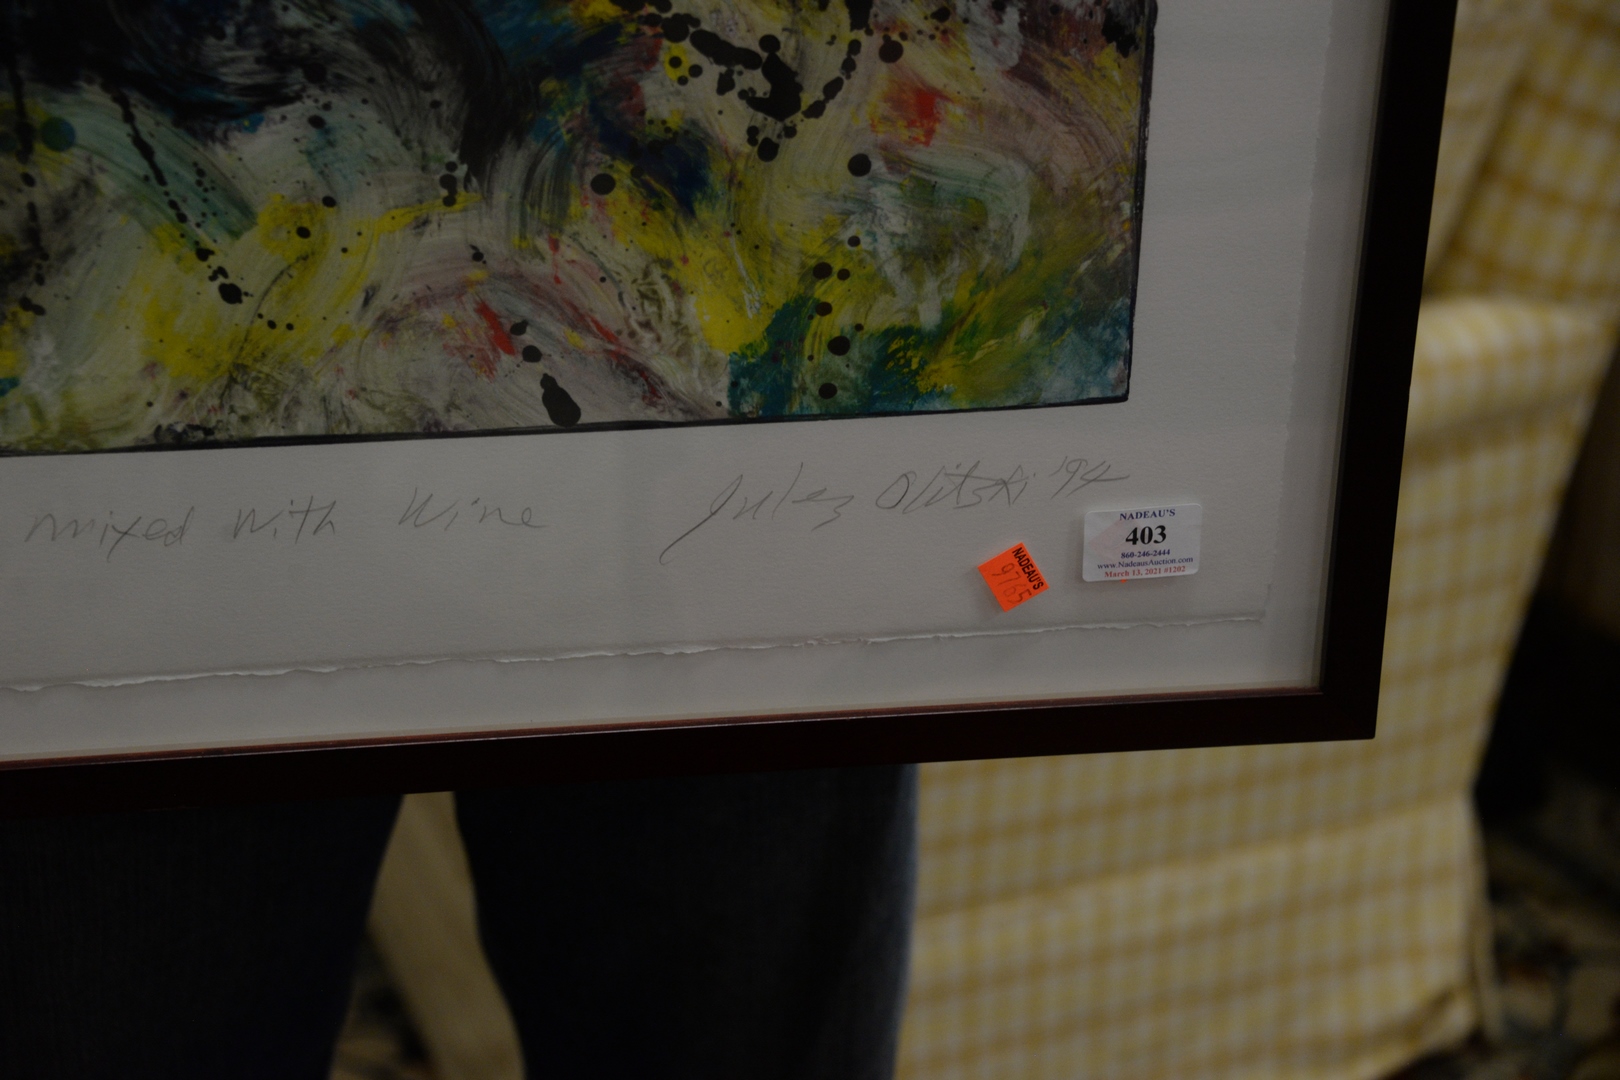 mixed with Wine
Jules Olitski '94
NADEAU'S
403
860-246-2444
www.NadeausAuction.com
March 13, 2021 #1202
NADEAU'S
9765